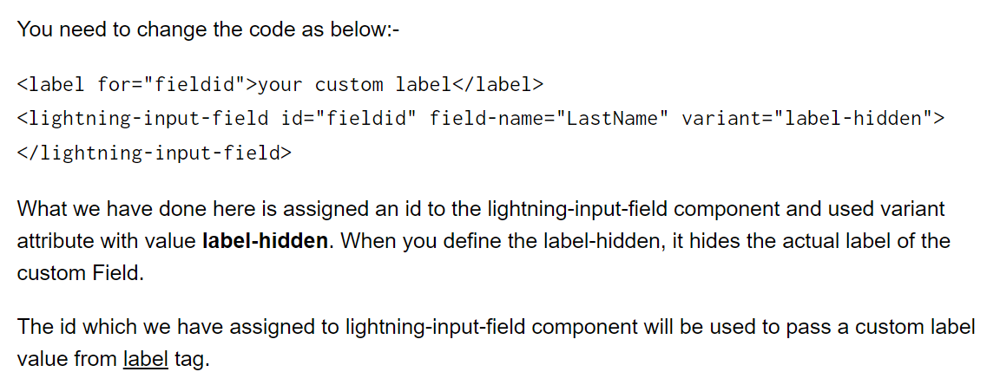 You need to change the code as below:-
<label for="fieldid">your custom label</label>
<lightning-input-field id="fieldid" field-name="LastName" variant="label-hidden">
</lightning-input-field>
What we have done here is assigned an id to the lightning-input-field component and used variant
attribute with value label-hidden. When you define the label-hidden, it hides the actual label of the
custom Field.
The id which we have assigned to lightning-input-field component will be used to pass a custom label
value from label tag.